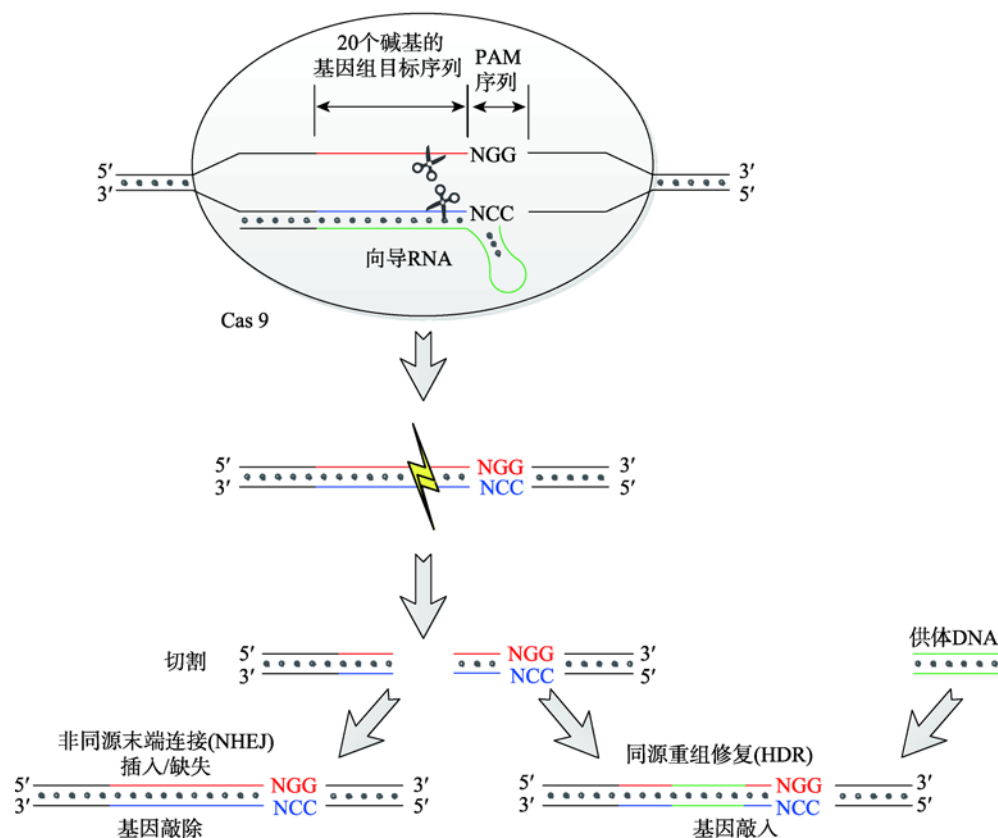 20个碱基的
基因组目标序列
PAM
序列
NGG
5′ 3′
3′ 5′
NCC
向导RNA
Cas 9
5′ NGG 3′
3′ NCC 5′
供体DNA
切割
5′ NGG 3′
3′ NCC 5′
非同源末端连接(NHEJ)
插入/缺失
5′ NGG 3′
3′ NCC 5′
基因敲除
同源重组修复(HDR)
5′ NGG 3′
3′ NCC 5′
基因敲入